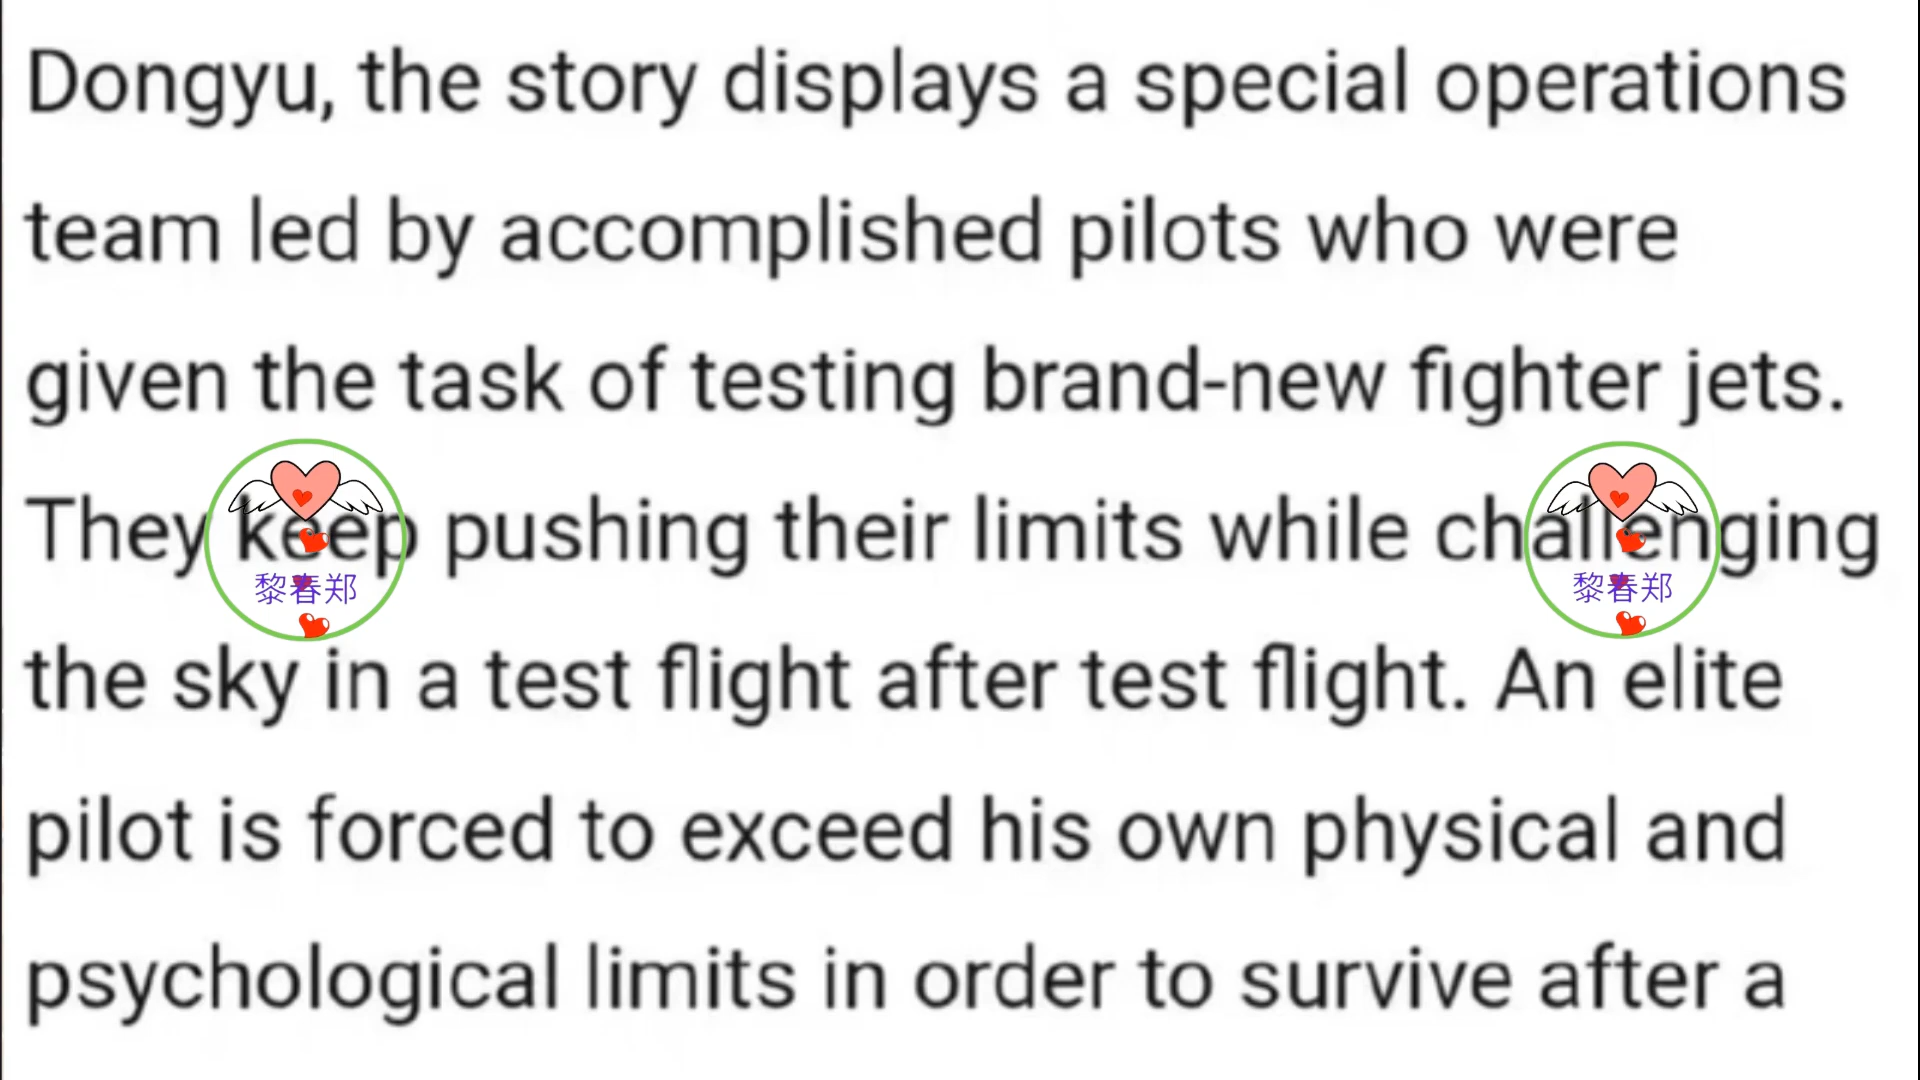 Dongyu, the story displays a special operations
team led by accomplished pilots who were
given the task of testing brand-new fighter jets.
They keep pushing their limits while challenging
黎春郑
黎春郑
the sky in a test flight after test flight. An elite
pilot is forced to exceed his own physical and
psychological limits in order to survive after a